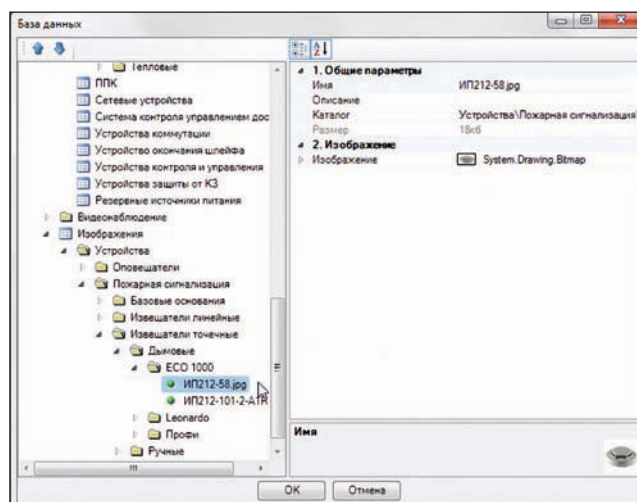 База данных
Тепловые
ППК
Сетевые устройства
Система контроля управлением дос
Устройства коммутации
Устройство окончания шлейфа
Устройства контроля и управления
Устройства защиты от КЗ
Резервные источники питания
Видеонаблюдение
Изображения
Устройства
Оповещатели
Пожарная сигнализация
Базовые основания
Извещатели линейные
Извещатели точечные
Дымовые
ECO 1000
ИП212-58.jpg
ИП212-101-2-A1R
Leonardo
Профи
Ручные
1. Общие параметры
Имя ИП212-58.jpg
Описание
Каталог Устройства\Пожарная сигнализация\
Размер 18кб
2. Изображение
Изображение System.Drawing.Bitmap
Имя
OK Отмена